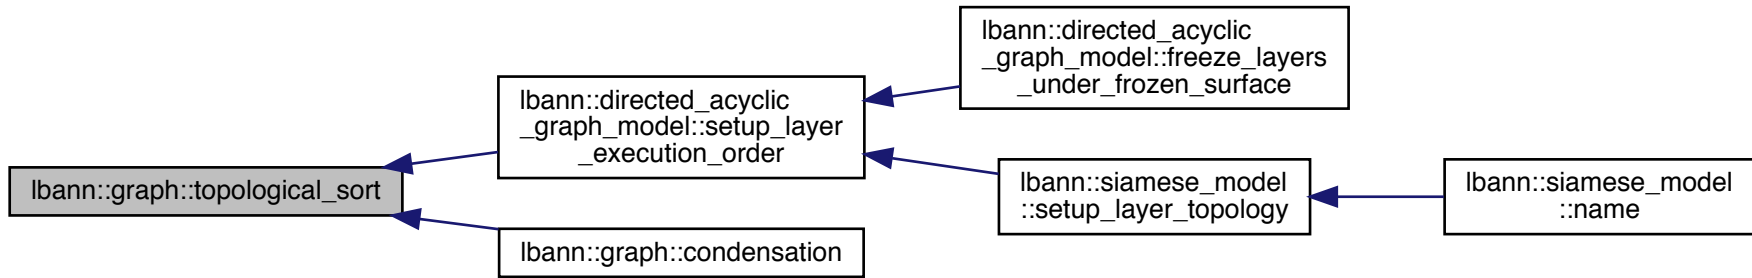 lbann::graph::topological_sort
lbann::directed_acyclic
_graph_model::setup_layer
_execution_order
lbann::graph::condensation
lbann::directed_acyclic
_graph_model::freeze_layers
_under_frozen_surface
lbann::siamese_model
::setup_layer_topology
lbann::siamese_model
::name